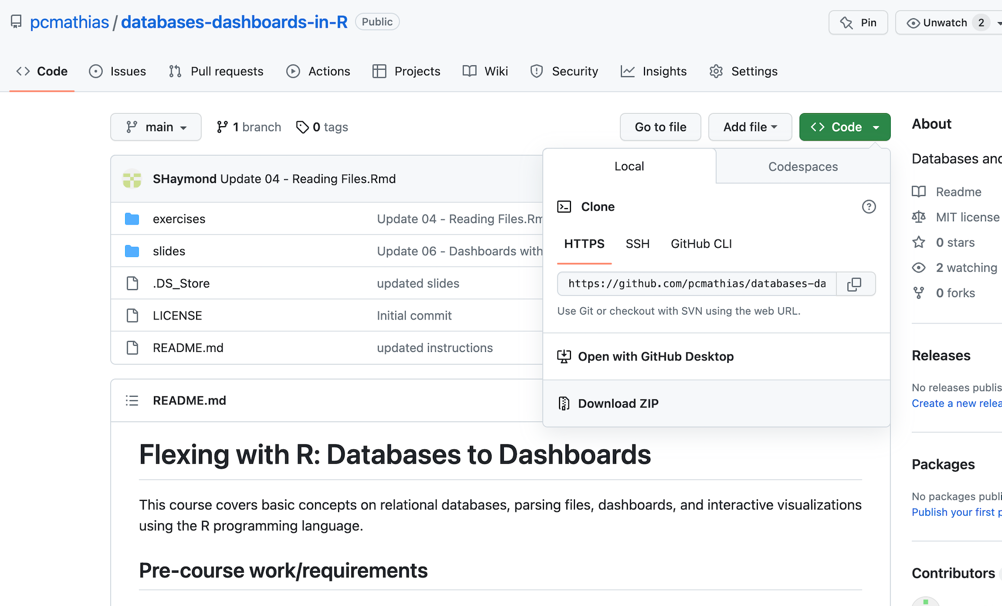 pcmathias / databases-dashboards-in-R Public
Pin
Unwatch 2
Code
Issues
Pull requests
Actions
Projects
Wiki
Security
Insights
Settings
main
1 branch
0 tags
Go to file
Add file
Code
SHaymond Update 04 - Reading Files.Rmd
exercises Update 04 - Reading Files.Rm
slides Update 06 - Dashboards with
.DS_Store updated slides
LICENSE Initial commit
README.md updated instructions
Local
Codespaces
Clone
HTTPS
SSH
GitHub CLI
https://github.com/pcmathias/databases-da
Use Git or checkout with SVN using the web URL.
Open with GitHub Desktop
Download ZIP
README.md
Flexing with R: Databases to Dashboards
This course covers basic concepts on relational databases, parsing files, dashboards, and interactive visualizations
using the R programming language.
Pre-course work/requirements
About
Databases and
Readme
MIT license
0 stars
2 watching
0 forks
Releases
No releases publis
Create a new relea
Packages
No packages publi
Publish your first p
Contributors